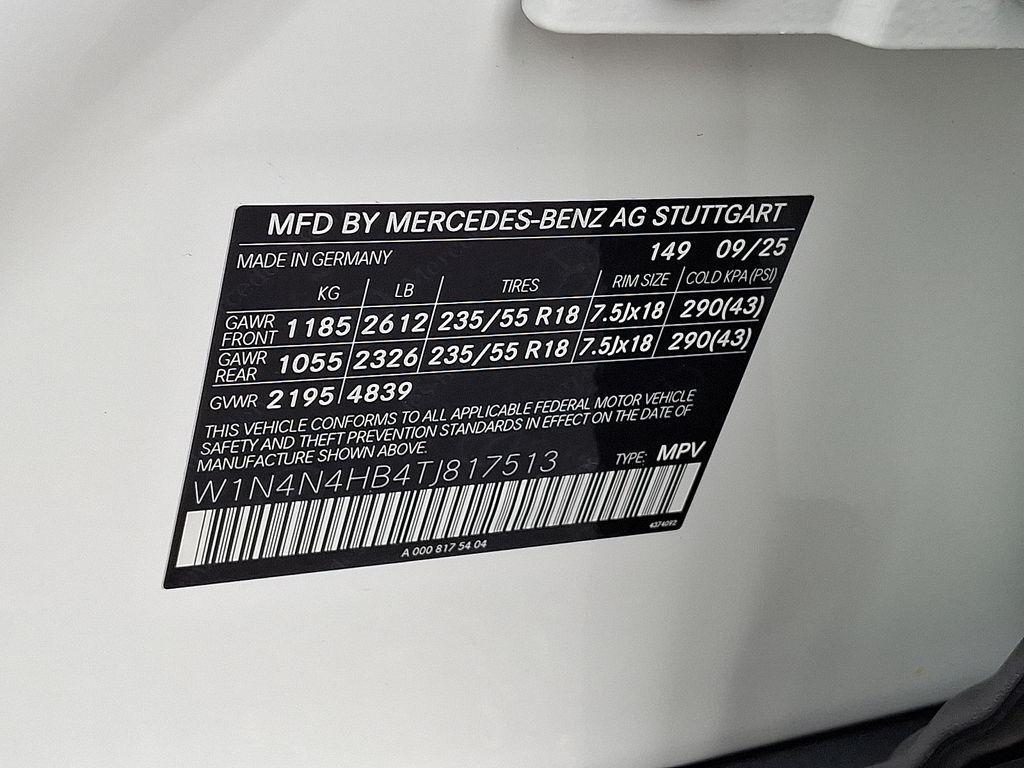 MFD BY MERCEDES-BENZ AG STUTTGART
MADE IN GERMANY 149 09/25
KG LB TIRES RIM SIZE COLD KPA (PSI)
GAWR FRONT 1185 2612 235/55 R18 7.5Jx18 290(43)
GAWR REAR 1055 2326 235/55 R18 7.5Jx18 290(43)
GVWR 2195 4839
THIS VEHICLE CONFORMS TO ALL APPLICABLE FEDERAL MOTOR VEHICLE
SAFETY AND THEFT PREVENTION STANDARDS IN EFFECT ON THE DATE OF
MANUFACTURE SHOWN ABOVE.
W1N4N4HB4TJ817513 TYPE: MPV
A 000 817 54 04 4374092